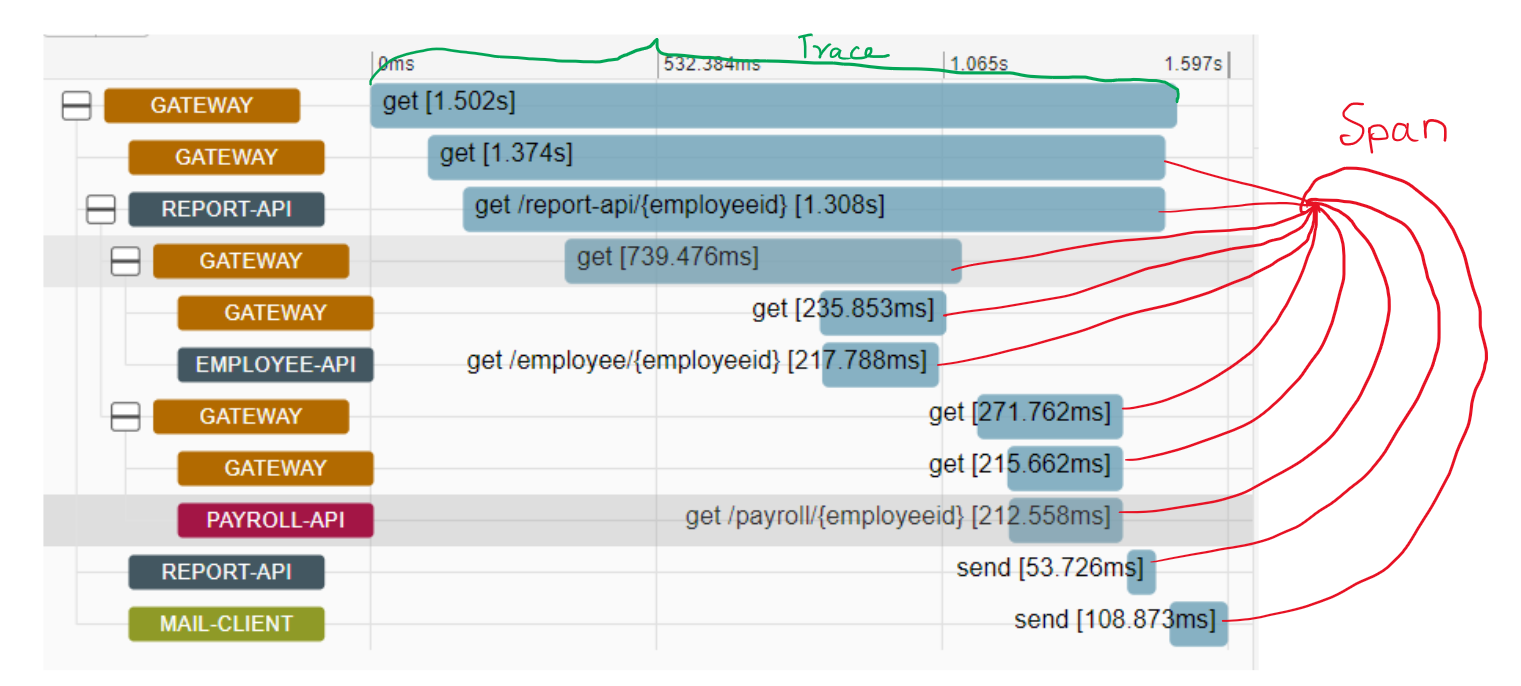 Trace
0ms 532.384ms 1.065s 1.597s
Span
GATEWAY get [1.502s]
GATEWAY get [1.374s]
REPORT-API get /report-api/{employeeid} [1.308s]
GATEWAY get [739.476ms]
GATEWAY get [235.853ms]
EMPLOYEE-API get /employee/{employeeid} [217.788ms]
GATEWAY get [271.762ms]
GATEWAY get [215.662ms]
PAYROLL-API get /payroll/{employeeid} [212.558ms]
REPORT-API send [53.726ms]
MAIL-CLIENT send [108.873ms]